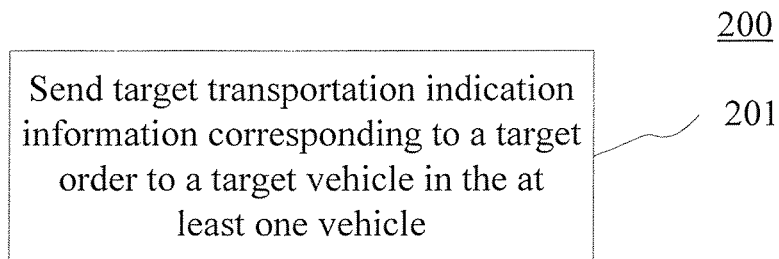 200
Send target transportation indication
information corresponding to a target
order to a target vehicle in the at
least one vehicle
201